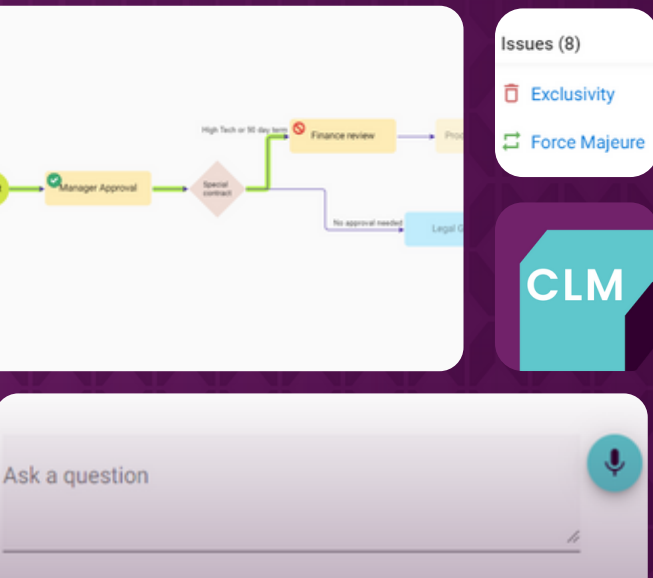 High Tech or 90 day term
Finance review
Manager Approval
Special
contract
No approval needed
Legal
Issues (8)
Exclusivity
Force Majeure
CLM
Ask a question